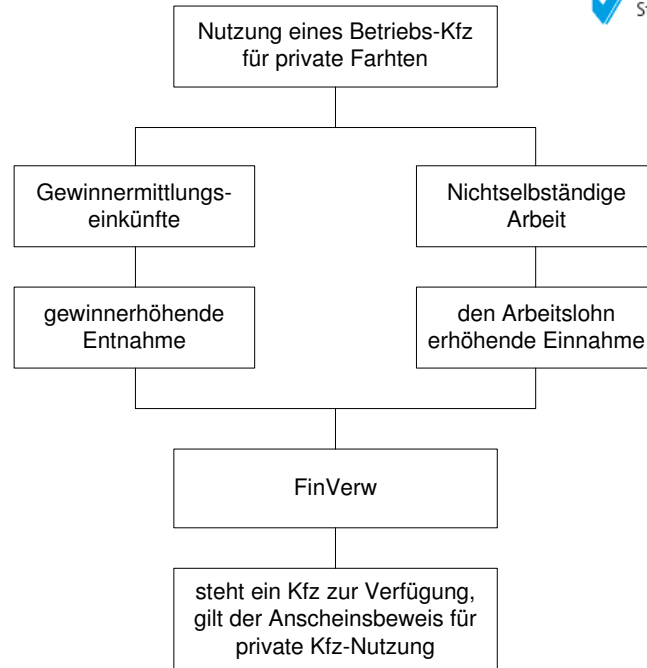 St
Nutzung eines Betriebs-Kfz
für private Farhten
Gewinnermittlungs-
einkünfte
Nichtselbständige
Arbeit
gewinnerhöhende
Entnahme
den Arbeitslohn
erhöhende Einnahme
FinVerw
steht ein Kfz zur Verfügung,
gilt der Anscheinsbeweis für
private Kfz-Nutzung